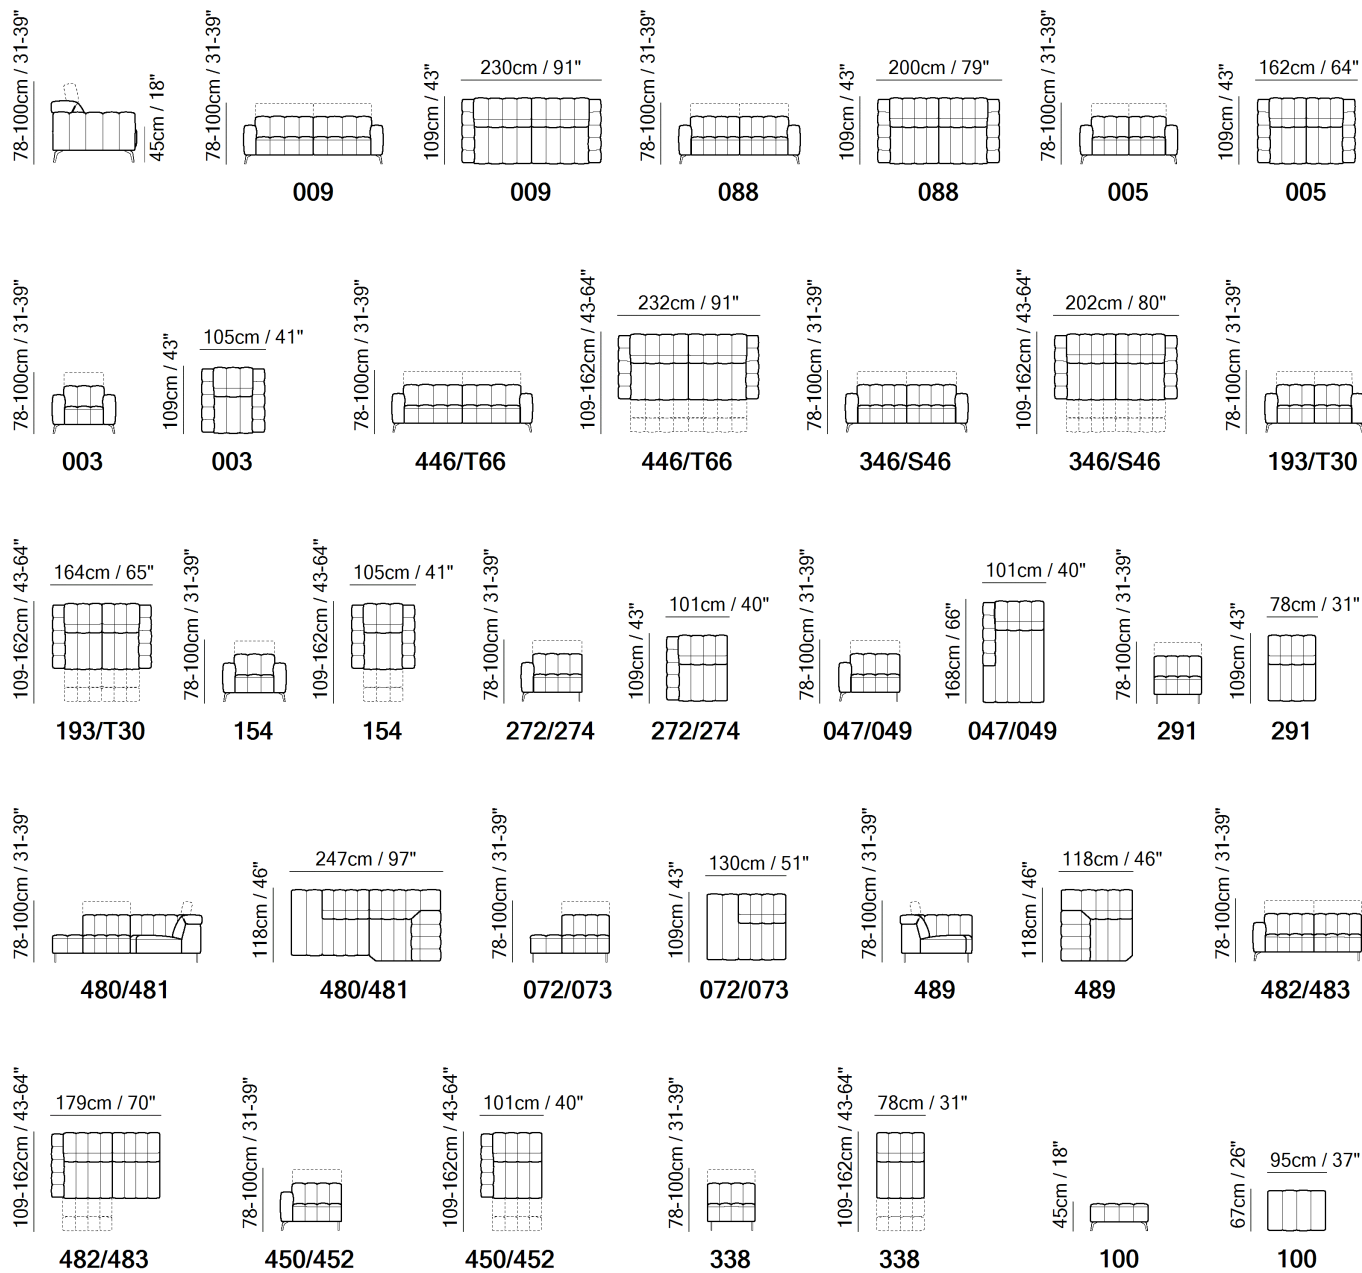 78-100cm / 31-39"
45cm / 18"
78-100cm / 31-39"
009
109cm / 43"
230cm / 91"
009
78-100cm / 31-39"
088
109cm / 43"
200cm / 79"
088
78-100cm / 31-39"
005
109cm / 43"
162cm / 64"
005
78-100cm / 31-39"
003
109cm / 43"
105cm / 41"
003
78-100cm / 31-39"
446/T66
109-162cm / 43-64"
232cm / 91"
446/T66
78-100cm / 31-39"
346/S46
109-162cm / 43-64"
202cm / 80"
346/S46
78-100cm / 31-39"
193/T30
109-162cm / 43-64"
164cm / 65"
193/T30
78-100cm / 31-39"
154
109-162cm / 43-64"
105cm / 41"
154
78-100cm / 31-39"
272/274
109cm / 43"
101cm / 40"
272/274
78-100cm / 31-39"
047/049
168cm / 66"
101cm / 40"
047/049
78-100cm / 31-39"
291
109cm / 43"
78cm / 31"
291
78-100cm / 31-39"
480/481
118cm / 46"
247cm / 97"
480/481
78-100cm / 31-39"
072/073
109cm / 43"
130cm / 51"
072/073
78-100cm / 31-39"
489
118cm / 46"
118cm / 46"
489
78-100cm / 31-39"
482/483
109-162cm / 43-64"
179cm / 70"
482/483
78-100cm / 31-39"
450/452
109-162cm / 43-64"
101cm / 40"
450/452
78-100cm / 31-39"
338
109-162cm / 43-64"
78cm / 31"
338
45cm / 18"
100
67cm / 26"
95cm / 37"
100